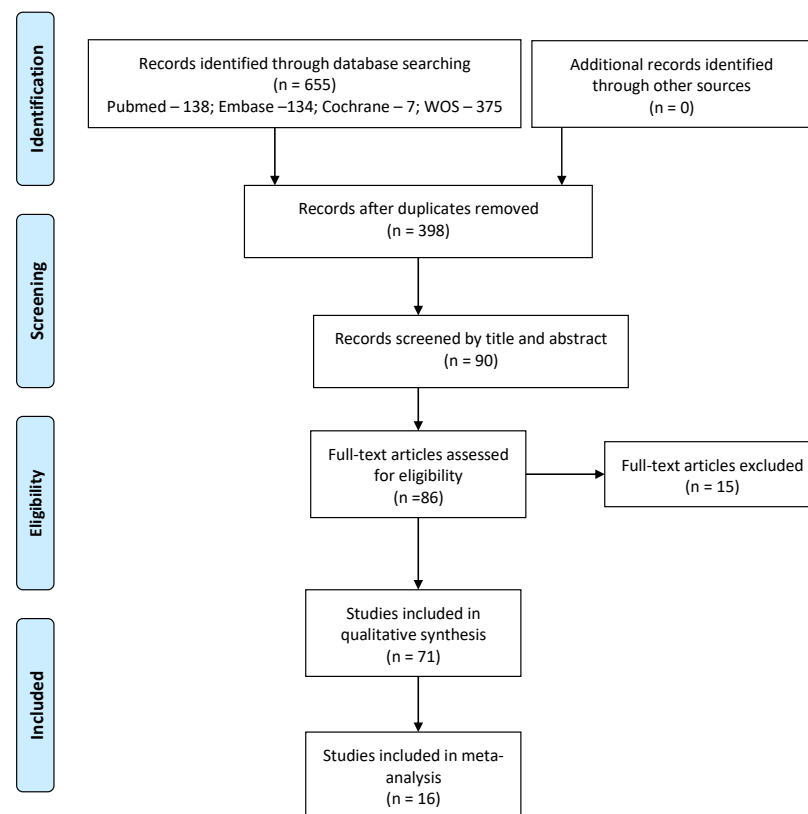 Identification
Records identified through database searching
(n = 655)
Pubmed – 138; Embase –134; Cochrane – 7; WOS – 375
Additional records identified
through other sources
(n = 0)
Records after duplicates removed
(n = 398)
Screening
Records screened by title and abstract
(n = 90)
Eligibility
Full-text articles assessed
for eligibility
(n =86)
Full-text articles excluded
(n = 15)
Studies included in
qualitative synthesis
(n = 71)
Included
Studies included in meta-
analysis
(n = 16)